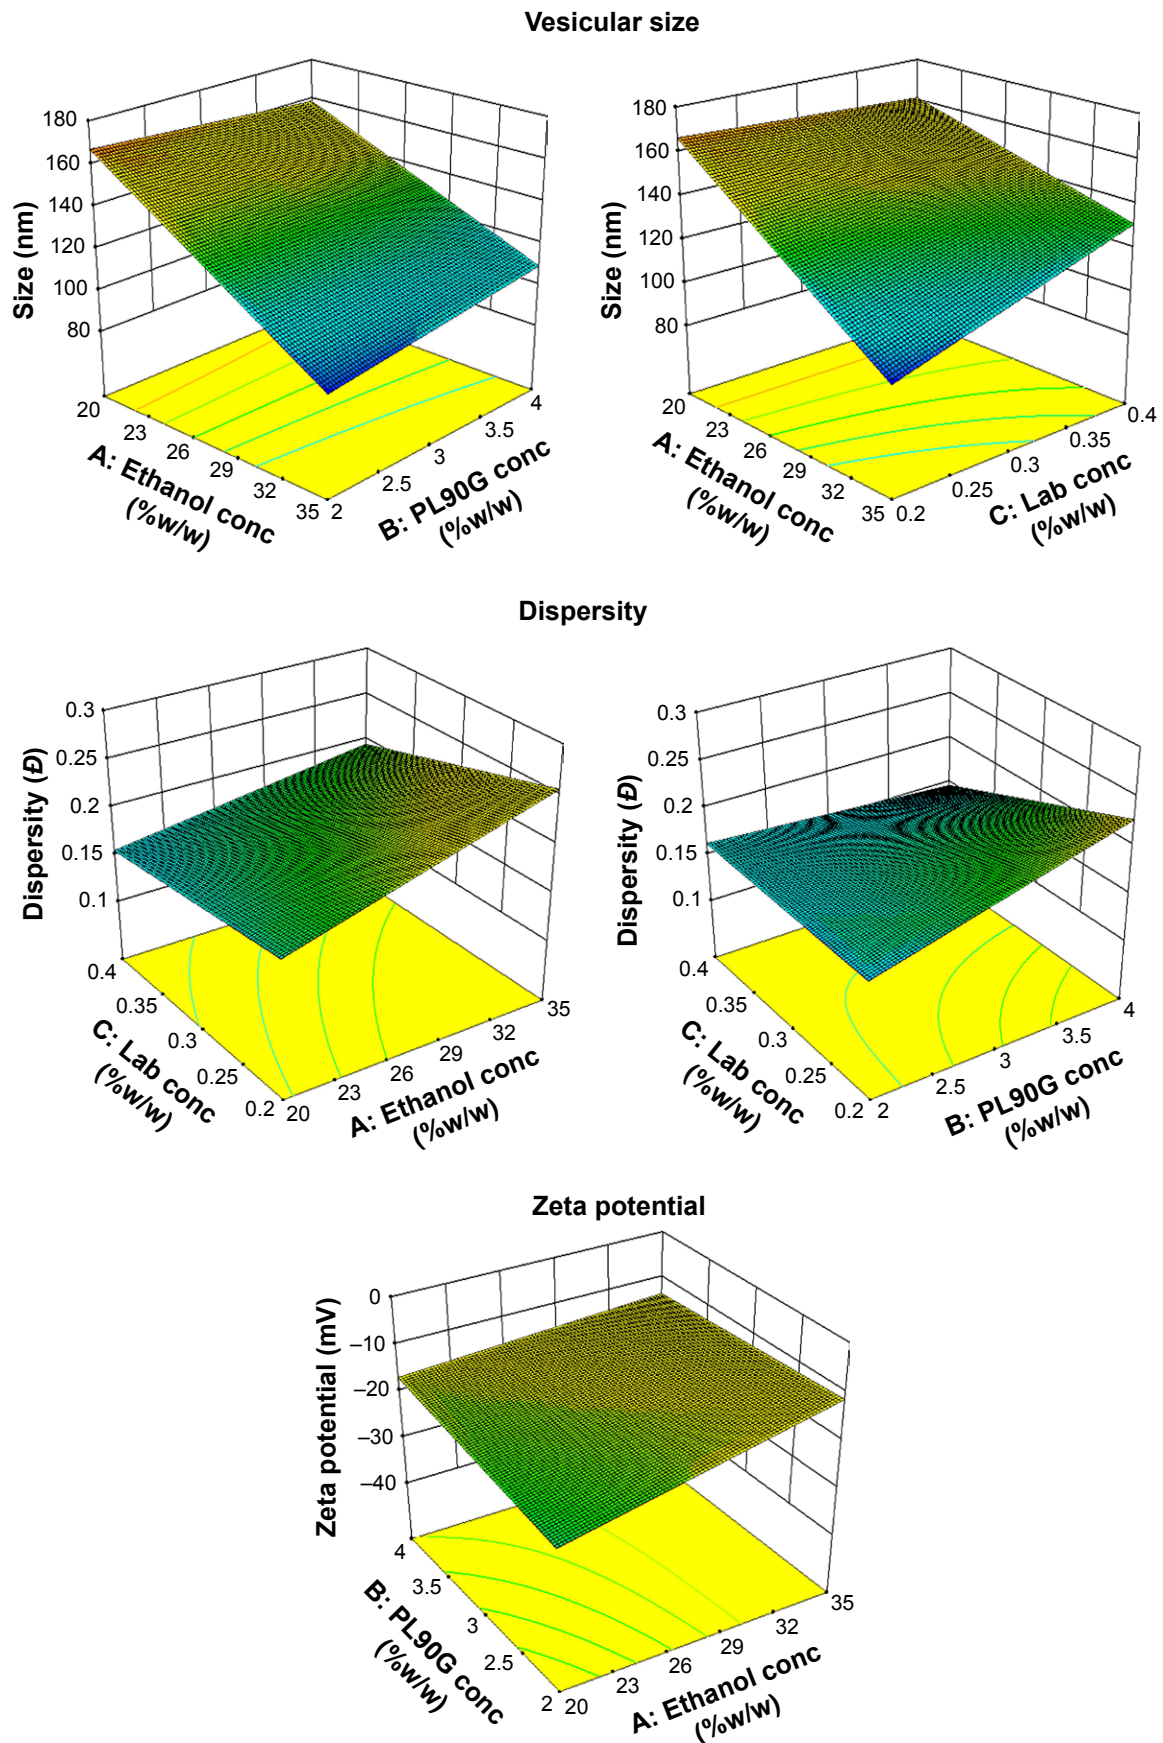 Vesicular size
180
160
140
120
100
80
Size (nm)
20
23
26
29
32
35
A: Ethanol conc
(%w/w)
2
2.5
3
3.5
4
B: PL90G conc
(%w/w)
180
160
140
120
100
80
Size (nm)
20
23
26
29
32
35
A: Ethanol conc
(%w/w)
0.2
0.25
0.3
0.35
0.4
C: Lab conc
(%w/w)
Dispersity
0.3
0.25
0.2
0.15
0.1
Dispersity (Đ)
0.4
0.35
0.3
0.25
0.2
C: Lab conc
(%w/w)
20
23
26
29
32
35
A: Ethanol conc
(%w/w)
0.3
0.25
0.2
0.15
0.1
Dispersity (Đ)
0.4
0.35
0.3
0.25
0.2
C: Lab conc
(%w/w)
2
2.5
3
3.5
4
B: PL90G conc
(%w/w)
Zeta potential
0
–10
–20
–30
–40
Zeta potential (mV)
4
3.5
3
2.5
2
B: PL90G conc
(%w/w)
20
23
26
29
32
35
A: Ethanol conc
(%w/w)